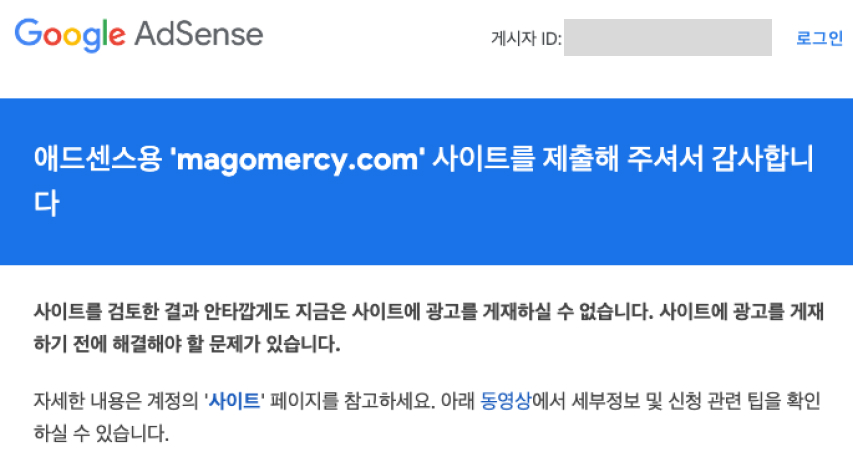 Google AdSense
게시자 ID:
로그인
애드센스용 'magomercy.com' 사이트를 제출해 주셔서 감사합니
다
사이트를 검토한 결과 안타깝게도 지금은 사이트에 광고를 게재하실 수 없습니다. 사이트에 광고를 게재
하기 전에 해결해야 할 문제가 있습니다.
자세한 내용은 계정의 '사이트' 페이지를 참고하세요. 아래 동영상에서 세부정보 및 신청 관련 팁을 확인
하실 수 있습니다.